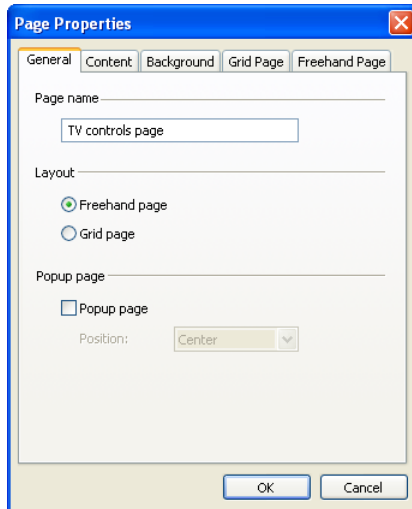 Page Properties
General Content Background Grid Page Freehand Page
Page name
TV controls page
Layout
Freehand page
Grid page
Popup page
Popup page
Position: Center
OK Cancel